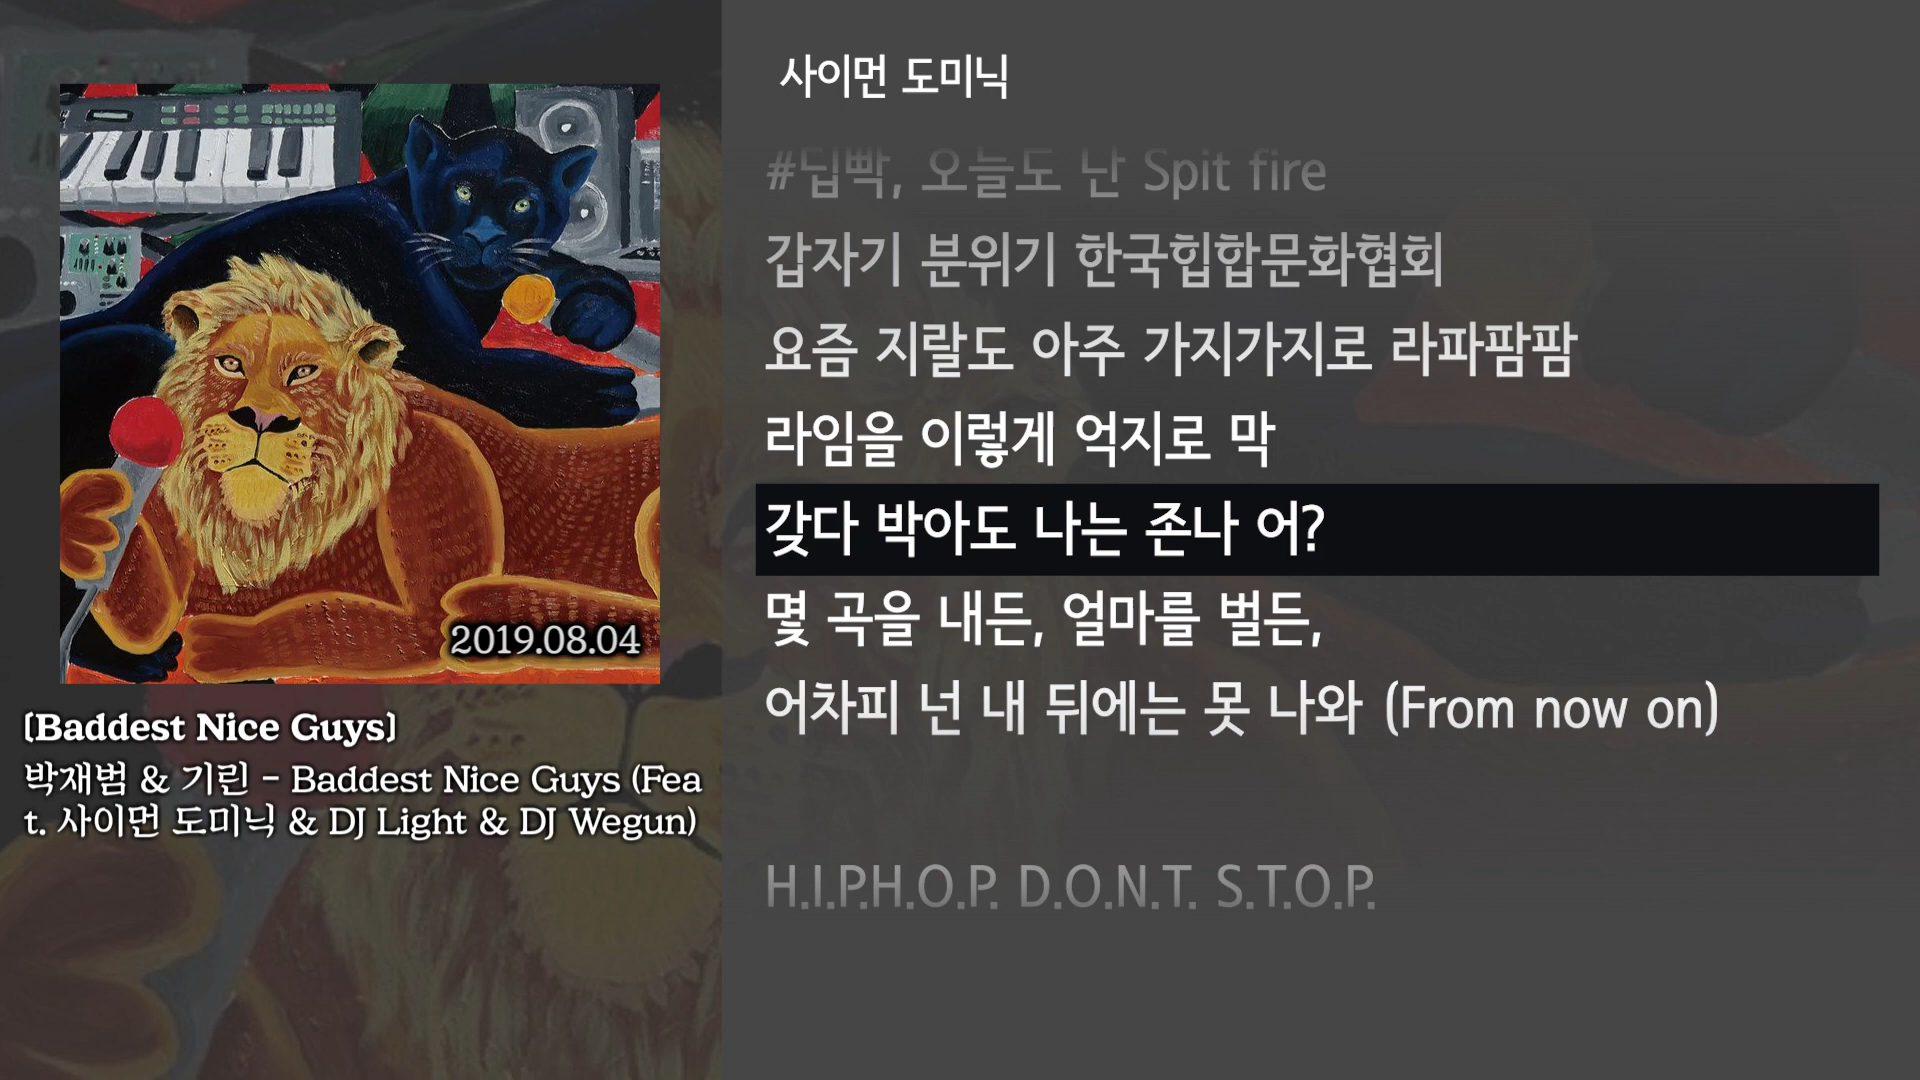 2019.08.04
[Baddest Nice Guys]
박재범 & 기린 - Baddest Nice Guys (Fea
t. 사이먼 도미닉 & DJ Light & DJ Wegun)
사이먼 도미닉
#딥빡, 오늘도 난 Spit fire
갑자기 분위기 한국힙합문화협회
요즘 지랄도 아주 가지가지로 라파팜팜
라임을 이렇게 억지로 막
갖다 박아도 나는 존나 어?
몇 곡을 내든, 얼마를 벌든,
어차피 넌 내 뒤에는 못 나와 (From now on)
H.I.P.H.O.P. D.O.N.T. S.T.O.P.